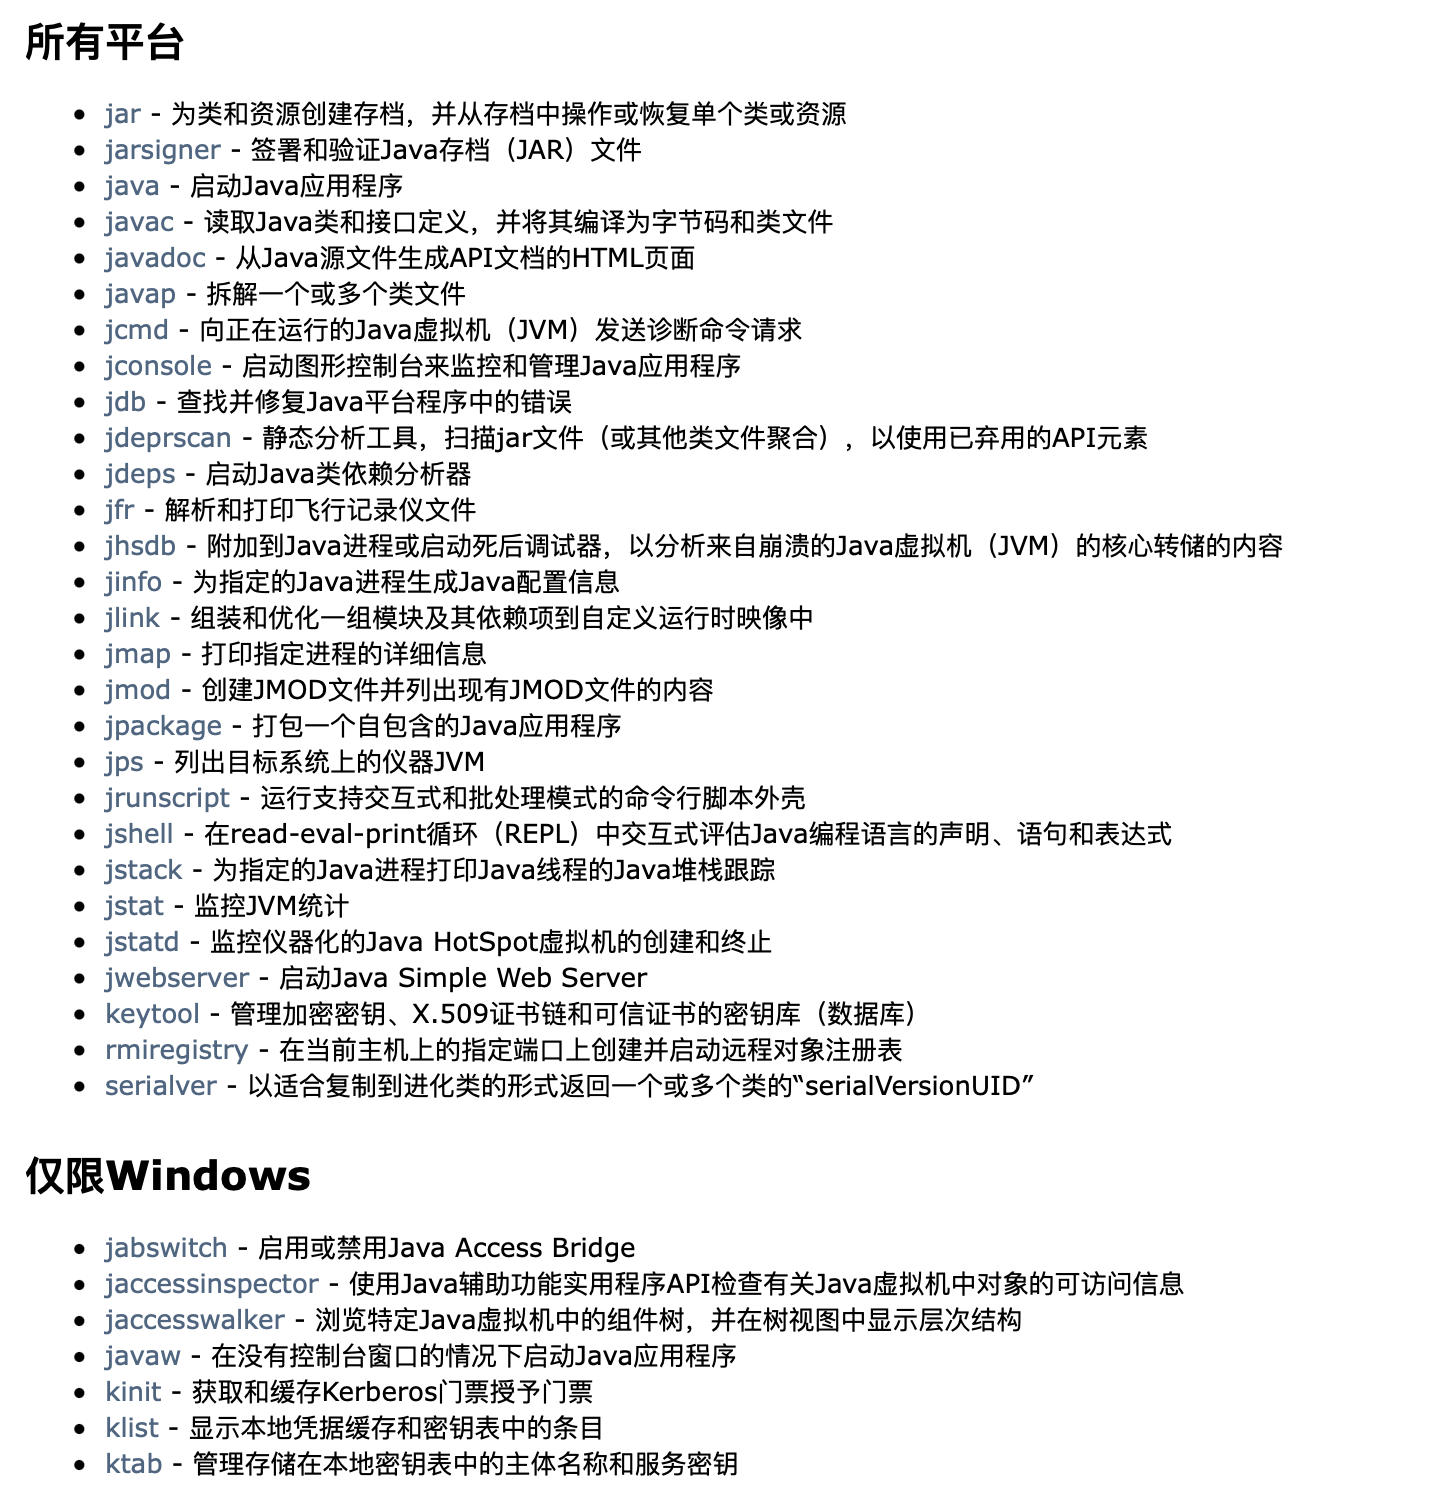 所有平台
• jar - 为类和资源创建存档，并从存档中操作或恢复单个类或资源
• jarsigner - 签署和验证Java存档（JAR）文件
• java - 启动Java应用程序
• javac - 读取Java类和接口定义，并将其编译为字节码和类文件
• javadoc - 从Java源文件生成API文档的HTML页面
• javap - 拆解一个或多个类文件
• jcmd - 向正在运行的Java虚拟机（JVM）发送诊断命令请求
• jconsole - 启动图形控制台来监控和管理Java应用程序
• jdb - 查找并修复Java平台程序中的错误
• jdeprscan - 静态分析工具，扫描jar文件（或其他类文件聚合），以使用已弃用的API元素
• jdeps - 启动Java类依赖分析器
• jfr - 解析和打印飞行记录仪文件
• jhsdb - 附加到Java进程或启动死后调试器，以分析来自崩溃的Java虚拟机（JVM）的核心转储的内容
• jinfo - 为指定的Java进程生成Java配置信息
• jlink - 组装和优化一组模块及其依赖项到自定义运行时映像中
• jmap - 打印指定进程的详细信息
• jmod - 创建JMOD文件并列出现有JMOD文件的内容
• jpackage - 打包一个自包含的Java应用程序
• jps - 列出目标系统上的仪器JVM
• jrunscript - 运行支持交互式和批处理模式的命令行脚本外壳
• jshell - 在read-eval-print循环（REPL）中交互式评估Java编程语言的声明、语句和表达式
• jstack - 为指定的Java进程打印Java线程的Java堆栈跟踪
• jstat - 监控JVM统计
• jstatd - 监控仪器化的Java HotSpot虚拟机的创建和终止
• jwebserver - 启动Java Simple Web Server
• keytool - 管理加密密钥、X.509证书链和可信证书的密钥库（数据库）
• rmiregistry - 在当前主机上的指定端口上创建并启动远程对象注册表
• serialver - 以适合复制到进化类的形式返回一个或多个类的“serialVersionUID”
仅限Windows
• jabswitch - 启用或禁用Java Access Bridge
• jaccessinspector - 使用Java辅助功能实用程序API检查有关Java虚拟机中对象的可访问信息
• jaccesswalker - 浏览特定Java虚拟机中的组件树，并在树视图中显示层次结构
• javaw - 在没有控制台窗口的情况下启动Java应用程序
• kinit - 获取和缓存Kerberos门票授予门票
• klist - 显示本地凭据缓存和密钥表中的条目
• ktab - 管理存储在本地密钥表中的主体名称和服务密钥